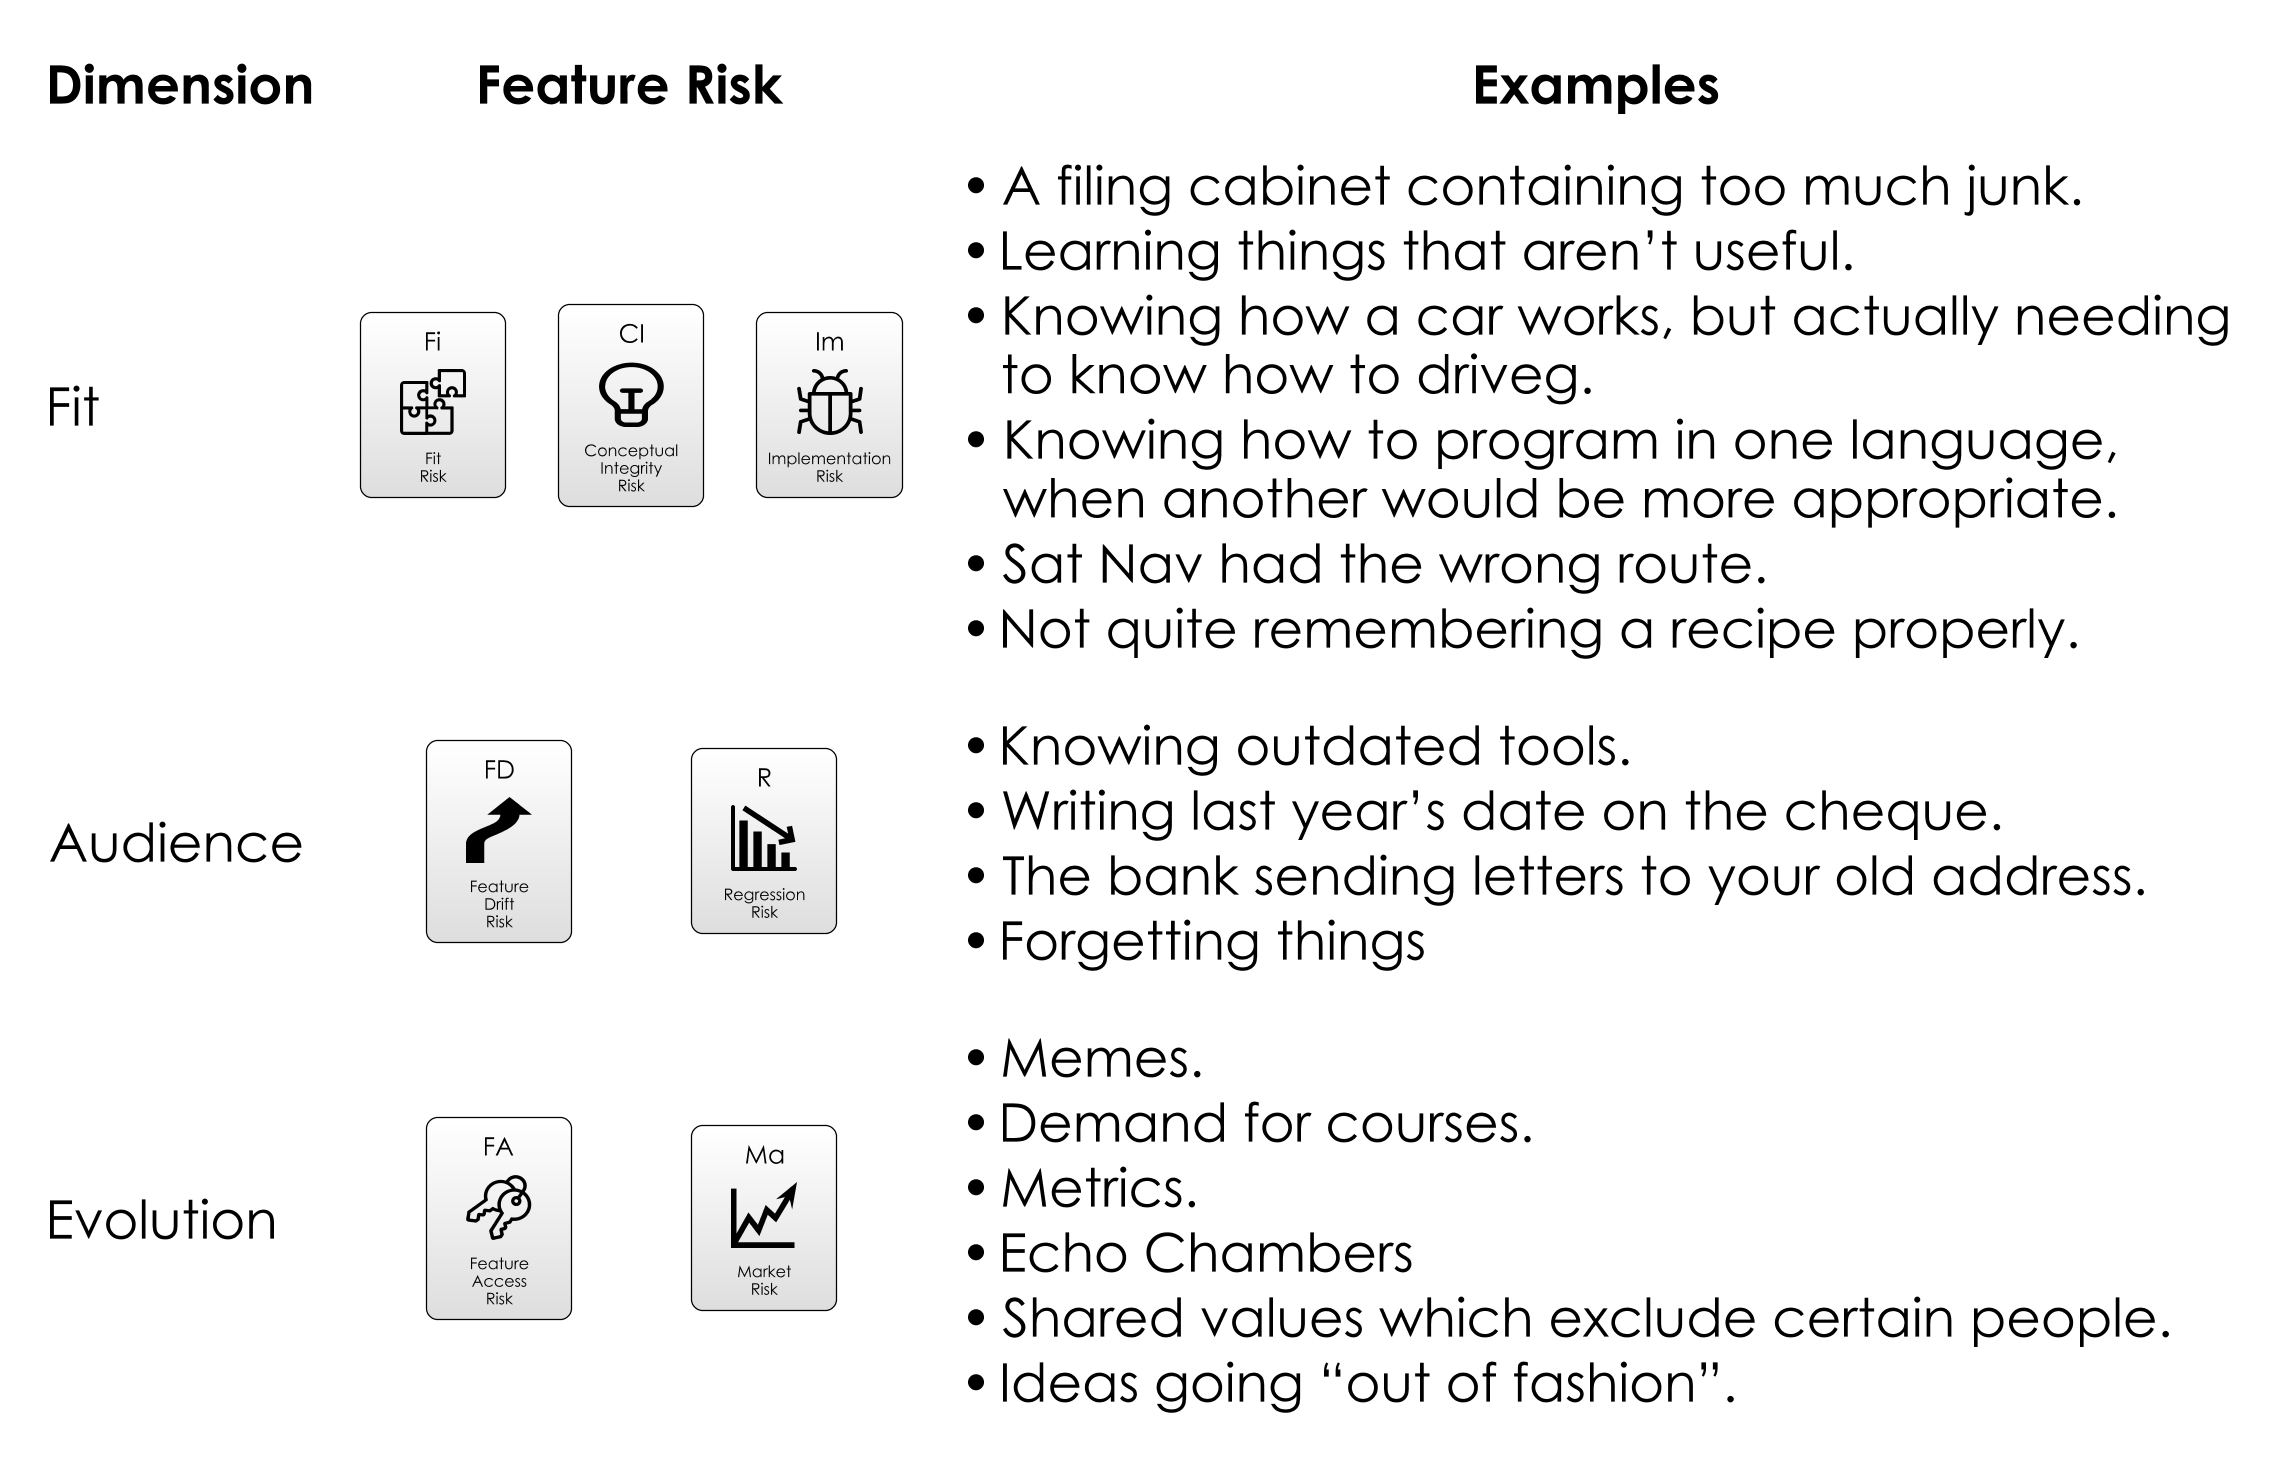 Dimension Feature Risk Examples
• A filing cabinet containing too much junk.
• Learning things that aren’t useful.
• Knowing how a car works, but actually needing
to know how to driveg.
• Knowing how to program in one language,
when another would be more appropriate.
• Sat Nav had the wrong route.
• Not quite remembering a recipe properly.
Fit
Fi
Fit
Risk
CI
Conceptual
Integrity
Risk
Im
Implementation
Risk
• Knowing outdated tools.
• Writing last year’s date on the cheque.
• The bank sending letters to your old address.
• Forgetting things
Audience
FD
Feature
Drift
Risk
R
Regression
Risk
• Memes.
• Demand for courses.
• Metrics.
• Echo Chambers
• Shared values which exclude certain people.
• Ideas going “out of fashion”.
Evolution
FA
Feature
Access
Risk
Ma
Market
Risk